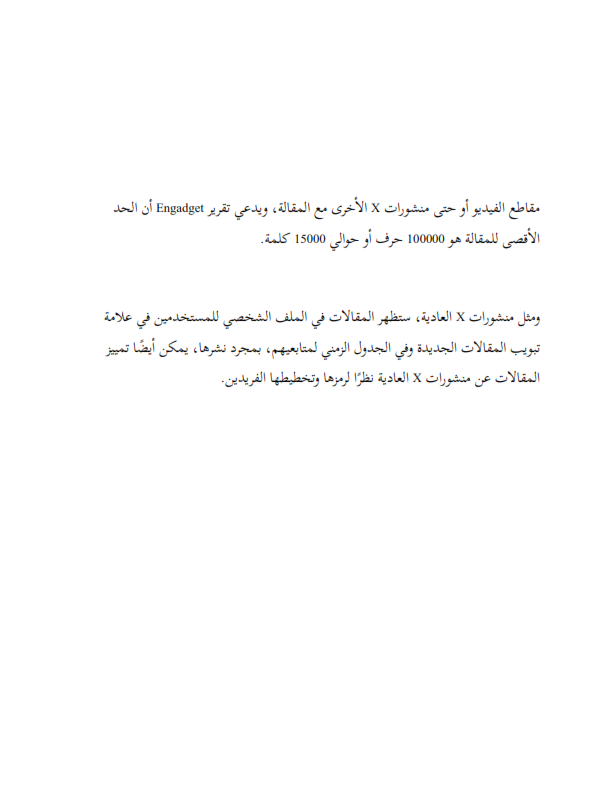 مقاطع الفيديو أو حتى منشورات X الأخرى مع المقالة، ويدعي تقرير Engadget أن الحد
الأقصى للمقالة هو 100000 حرف أو حوالي 15000 كلمة.
ومثل منشورات X العادية، ستظهر المقالات في الملف الشخصي للمستخدمين في علامة
تبويب المقالات الجديدة وفي الجدول الزمني لمتابعيهم، بمجرد نشرها، يمكن أيضًا تمييز
المقالات عن منشورات X العادية نظرًا لرمزها وتخطيطها الفريدين.